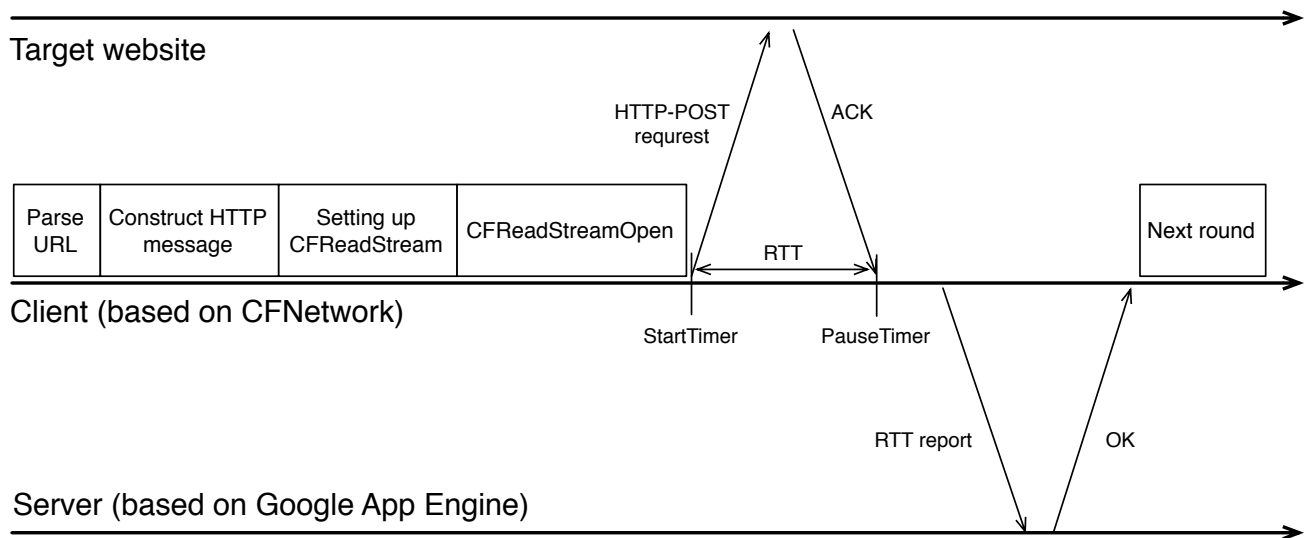 Target website
HTTP-POST
requrest
ACK
Parse
URL
Construct HTTP
message
Setting up
CFReadStream
CFReadStreamOpen
RTT
Next round
Client (based on CFNetwork)
StartTimer
PauseTimer
RTT report
OK
Server (based on Google App Engine)